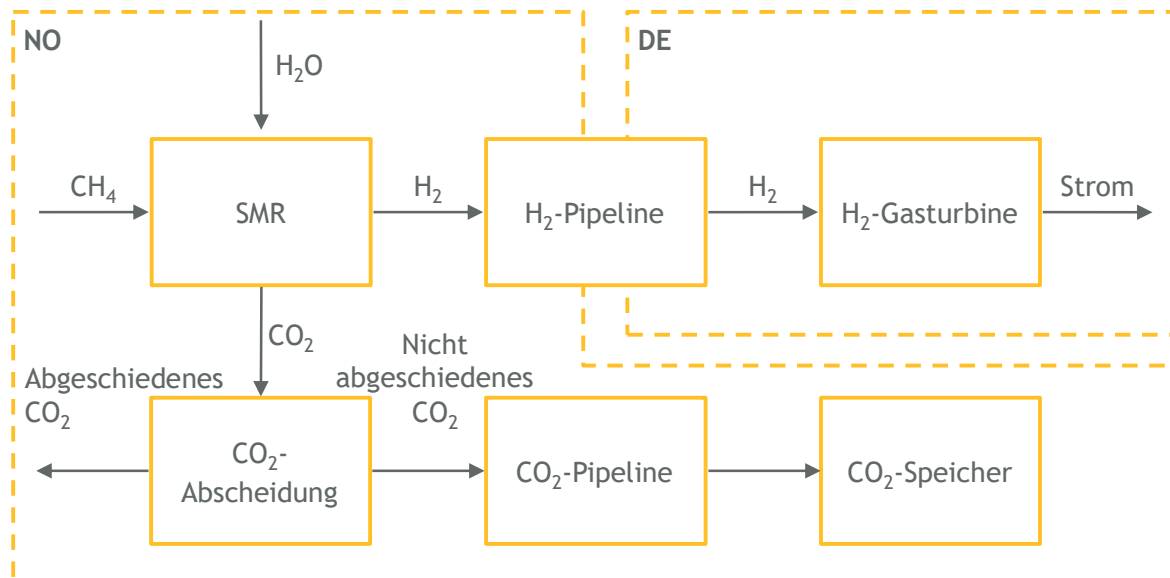 NO
DE
H₂O
CH₄
SMR
H₂
H₂-Pipeline
H₂
H₂-Gasturbine
Strom
CO₂
Abgeschiedenes
CO₂
Nicht
abgeschiedenes
CO₂
CO₂-
Abscheidung
CO₂-Pipeline
CO₂-Speicher